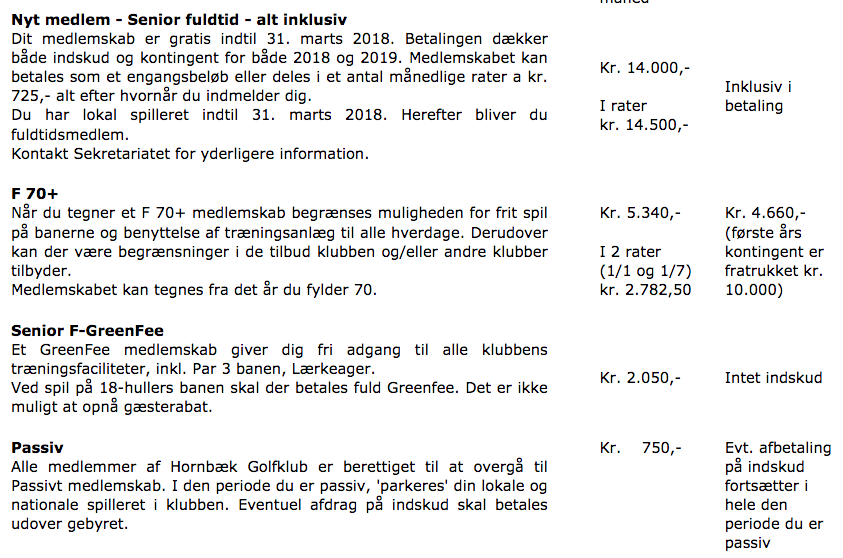 måned
Nyt medlem - Senior fuldtid - alt inklusiv
Dit medlemskab er gratis indtil 31. marts 2018. Betalingen dækker
både indskud og kontingent for både 2018 og 2019. Medlemskabet kan
betales som et engangsbeløb eller deles i et antal månedlige rater a kr.
725,- alt efter hvornår du indmelder dig.
Du har lokal spilleret indtil 31. marts 2018. Herefter bliver du
fuldtidsmedlem.
Kontakt Sekretariatet for yderligere information.
Kr. 14.000,-
I rater
kr. 14.500,-
Inklusiv i
betaling
F 70+
Når du tegner et F 70+ medlemskab begrænses muligheden for frit spil
på banerne og benyttelse af træningsanlæg til alle hverdage. Derudover
kan der være begrænsninger i de tilbud klubben og/eller andre klubber
tilbyder.
Medlemskabet kan tegnes fra det år du fylder 70.
Kr. 5.340,-
I 2 rater
(1/1 og 1/7)
kr. 2.782,50
Kr. 4.660,-
(første års
kontingent er
fratrukket kr.
10.000)
Senior F-GreenFee
Et GreenFee medlemskab giver dig fri adgang til alle klubbens
træningsfaciliteter, inkl. Par 3 banen, Lærkeager.
Ved spil på 18-hullers banen skal der betales fuld Greenfee. Det er ikke
muligt at opnå gæsterabat.
Kr. 2.050,-
Intet indskud
Passiv
Alle medlemmer af Hornbæk Golfklub er berettiget til at overgå til
Passivt medlemskab. I den periode du er passiv, 'parkeres' din lokale og
nationale spilleret i klubben. Eventuel afdrag på indskud skal betales
udover gebyret.
Kr. 750,-
Evt. afbetaling
på indskud
fortsætter i
hele den
periode du er
passiv